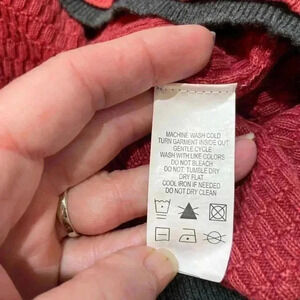 MACHINE WASH COLD
TURN GARMENT INSIDE OUT
GENTLE CYCLE
WASH WITH LIKE COLORS
DO NOT BLEACH
DO NOT TUMBLE DRY
DRY FLAT
COOL IRON IF NEEDED
DO NOT DRY CLEAN